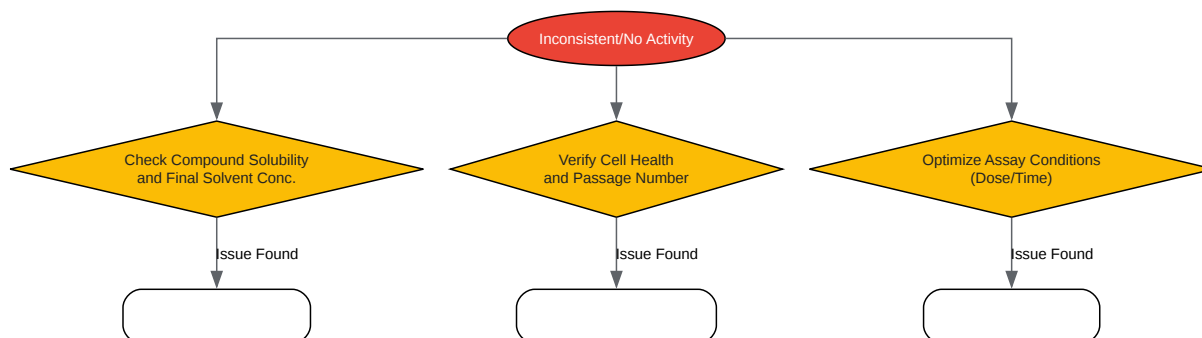 Inconsistent/No Activity
Check Compound Solubility
and Final Solvent Conc.
Verify Cell Health
and Passage Number
Optimize Assay Conditions
(Dose/Time)
Issue Found
Issue Found
Issue Found